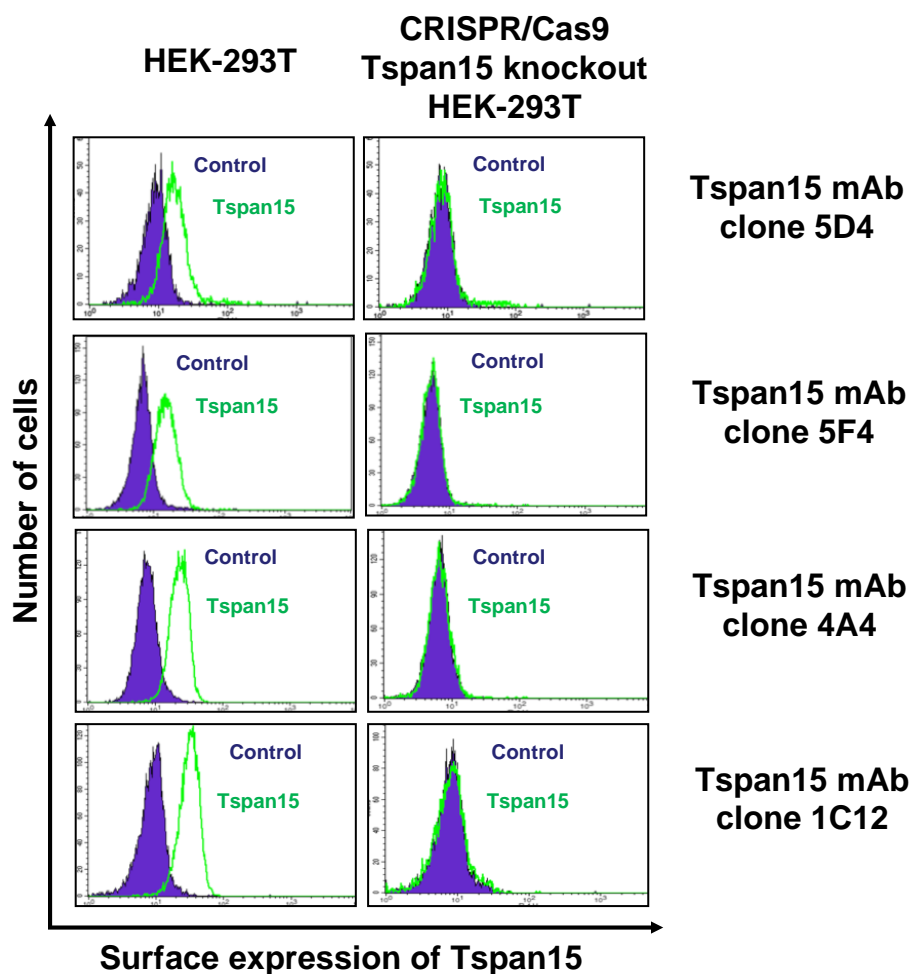 HEK-293T
CRISPR/Cas9
Tspan15 knockout
HEK-293T
Number of cells
Control
Tspan15
Control
Tspan15
Tspan15 mAb
clone 5D4
Control
Tspan15
Control
Tspan15
Tspan15 mAb
clone 5F4
Control
Tspan15
Control
Tspan15
Tspan15 mAb
clone 4A4
Control
Tspan15
Control
Tspan15
Tspan15 mAb
clone 1C12
Surface expression of Tspan15